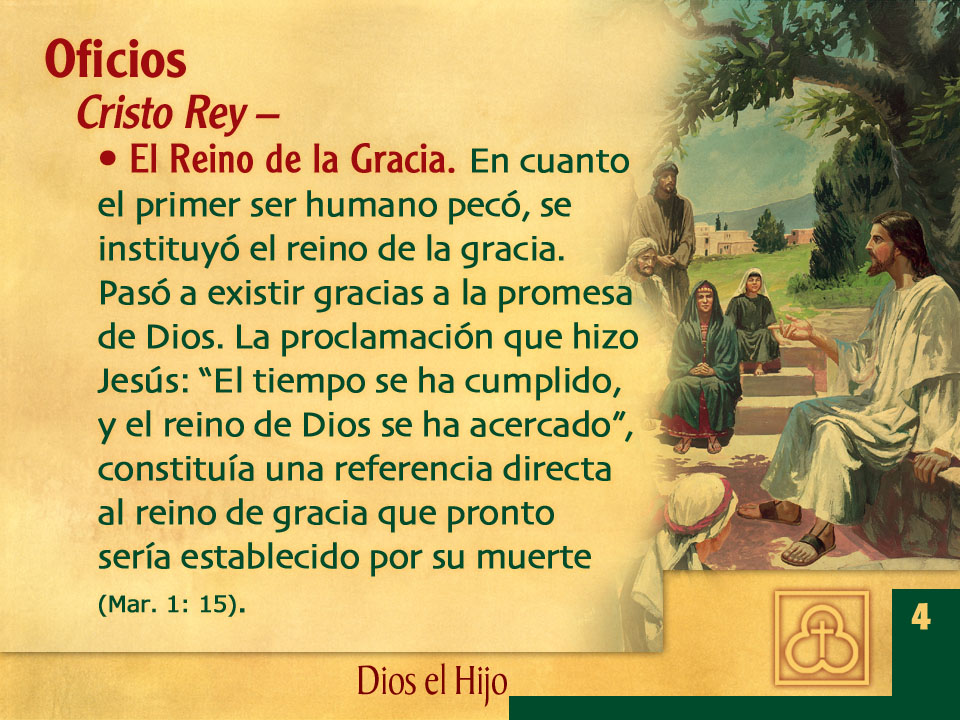 Oficios
Cristo Rey –
• El Reino de la Gracia. En cuanto
el primer ser humano pecó, se
instituyó el reino de la gracia.
Pasó a existir gracias a la promesa
de Dios. La proclamación que hizo
Jesús: “El tiempo se ha cumplido,
y el reino de Dios se ha acercado”,
constituía una referencia directa
al reino de gracia que pronto
sería establecido por su muerte
(Mar. 1: 15).
4
Dios el Hijo